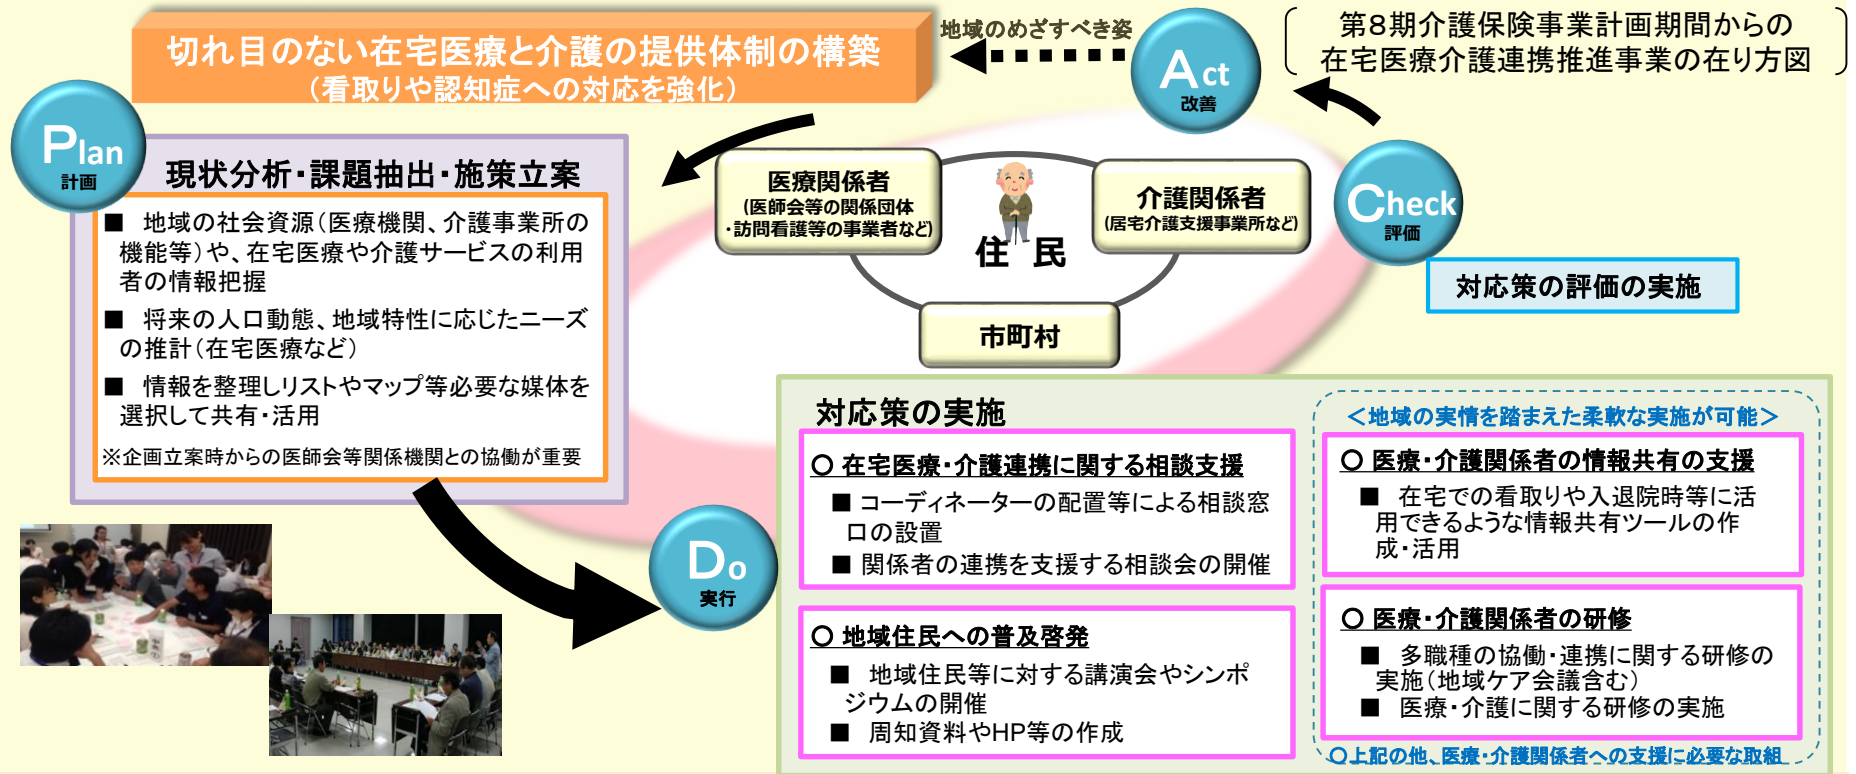 第８期介護保険事業計画期間からの
在宅医療介護連携推進事業の在り方図
地域のめざすべき姿
切れ目のない在宅医療と介護の提供体制の構築
（看取りや認知症への対応を強化）
Act
改善
Plan
計画
現状分析・課題抽出・施策立案
■ 地域の社会資源（医療機関、介護事業所の
機能等）や、在宅医療や介護サービスの利用
者の情報把握
■ 将来の人口動態、地域特性に応じたニーズ
の推計（在宅医療など）
■ 情報を整理しリストやマップ等必要な媒体を
選択して共有・活用
※企画立案時からの医師会等関係機関との協働が重要
医療関係者
（医師会等の関係団体
・訪問看護等の事業者など）
介護関係者
（居宅介護支援事業所など）
住 民
市町村
Check
評価
対応策の評価の実施
Do
実行
対応策の実施
○ 在宅医療・介護連携に関する相談支援
■ コーディネーターの配置等による相談窓
口の設置
■ 関係者の連携を支援する相談会の開催
○ 地域住民への普及啓発
■ 地域住民等に対する講演会やシンポ
ジウムの開催
■ 周知資料やHP等の作成
＜地域の実情を踏まえた柔軟な実施が可能＞
○ 医療・介護関係者の情報共有の支援
■ 在宅での看取りや入退院時等に活
用できるような情報共有ツールの作
成・活用
○ 医療・介護関係者の研修
■ 多職種の協働・連携に関する研修の
実施（地域ケア会議含む）
■ 医療・介護に関する研修の実施
○上記の他、医療・介護関係者への支援に必要な取組